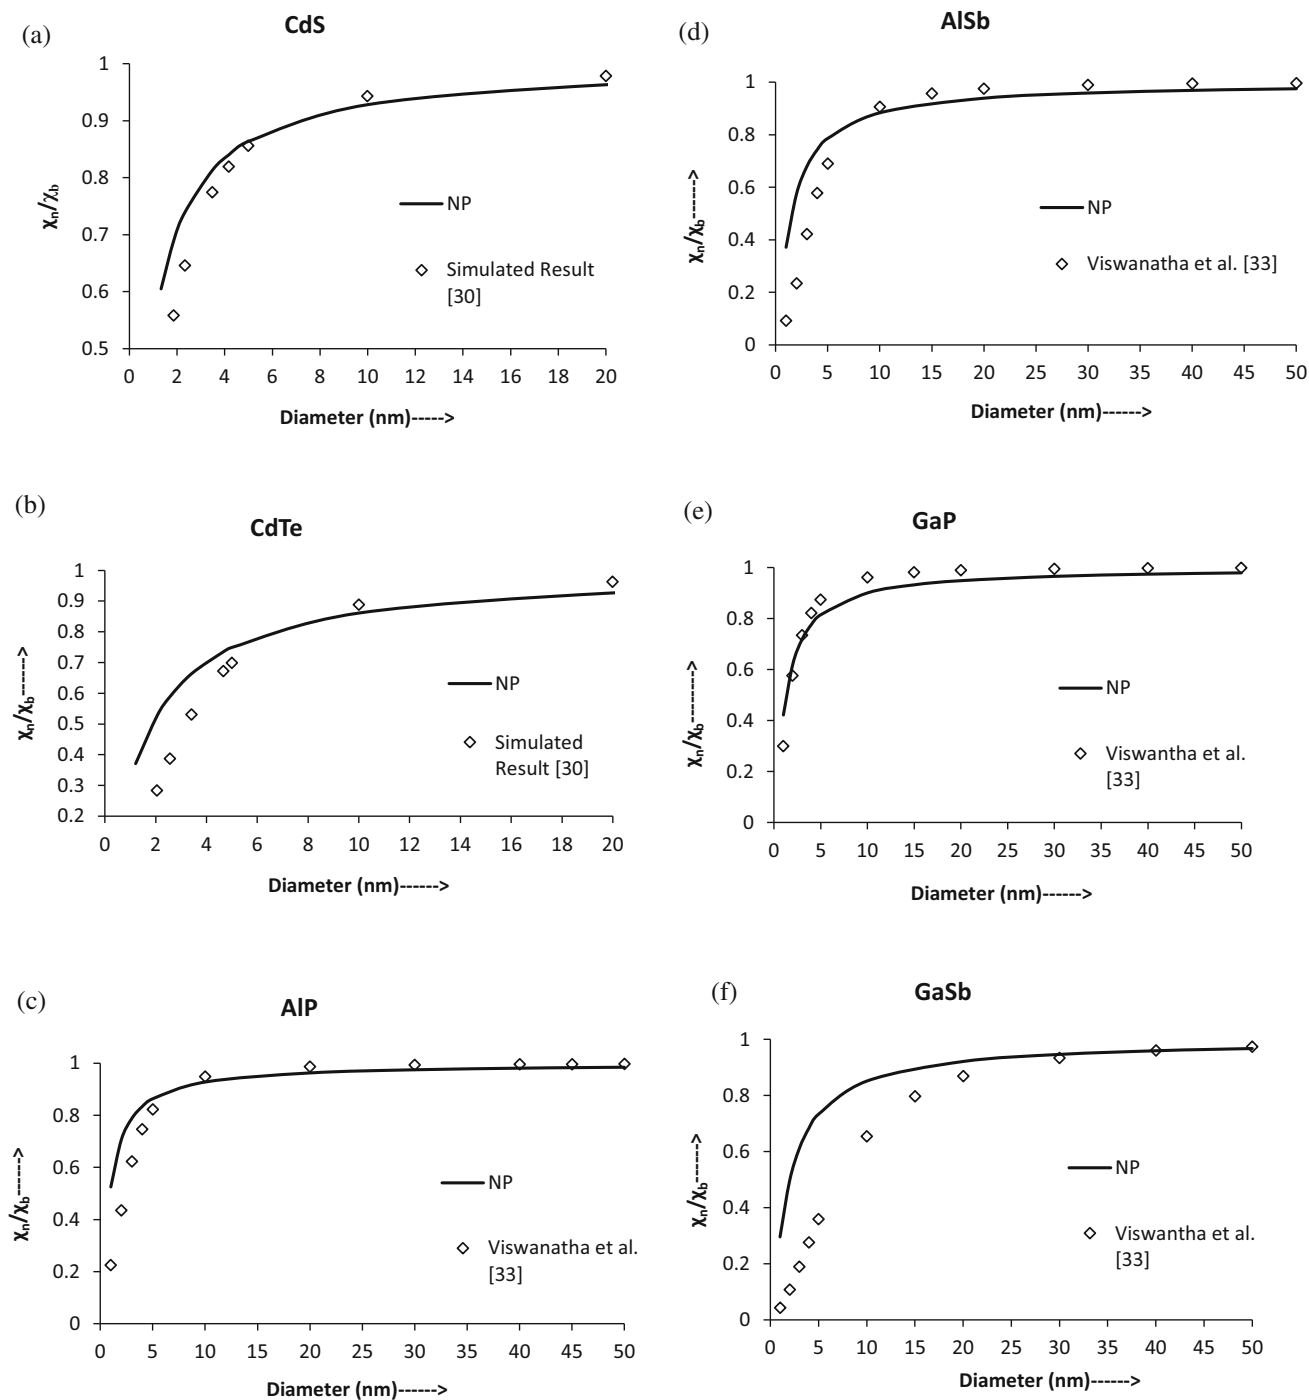 (a)
CdS
1
0.9
0.8
0.7
0.6
0.5
χn/χb
NP
Simulated Result
[30]
0 2 4 6 8 10 12 14 16 18 20
Diameter (nm)----->
(b)
CdTe
1
0.9
0.8
0.7
0.6
0.5
0.4
0.3
0.2
χn/χb------>
NP
Simulated
Result [30]
0 2 4 6 8 10 12 14 16 18 20
Diameter (nm)------>
(c)
AlP
1
0.8
0.6
0.4
0.2
0
χn/χb------>
NP
Viswanatha et al.
[33]
0 5 10 15 20 25 30 35 40 45 50
Diameter (nm)------>
(d)
AlSb
1
0.8
0.6
0.4
0.2
0
χn/χb------>
NP
Viswanatha et al. [33]
0 5 10 15 20 25 30 35 40 45 50
Diameter (nm)------>
(e)
GaP
1
0.8
0.6
0.4
0.2
0
χn/χb------>
NP
Viswantha et al.
[33]
0 5 10 15 20 25 30 35 40 45 50
Diameter (nm)------>
(f)
GaSb
1
0.8
0.6
0.4
0.2
0
χn/χb------>
NP
Viswantha et al.
[33]
0 5 10 15 20 25 30 35 40 45 50
Diameter (nm)------>